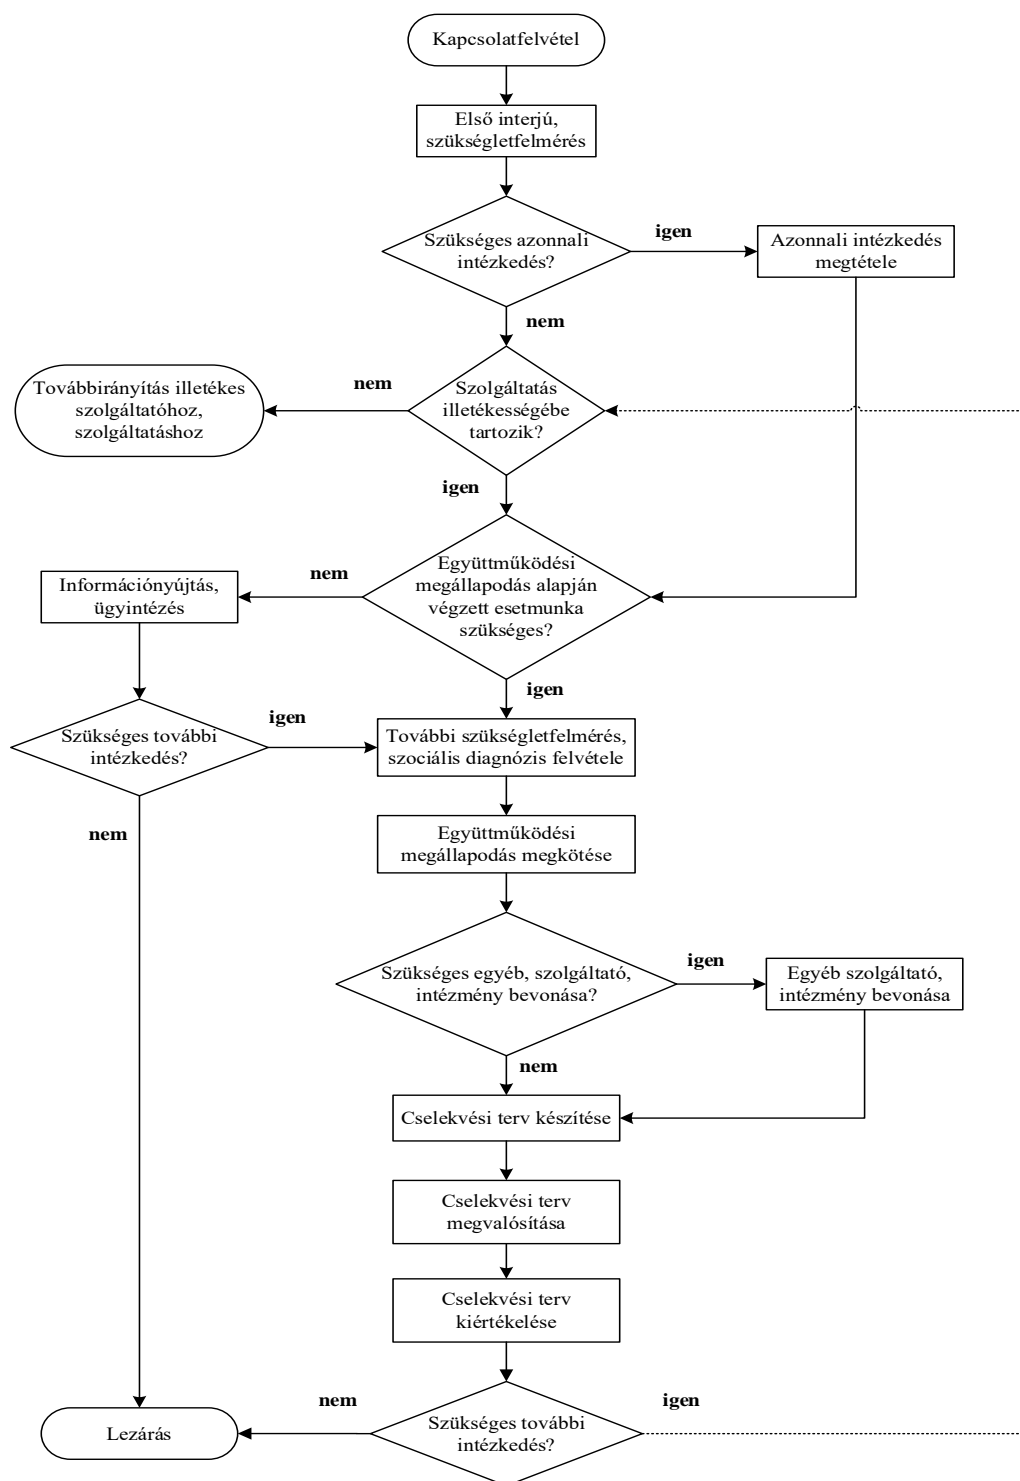 Kapcsolatfelvétel
Első interjú,
szükségletfelmérés
Szükséges azonnali
intézkedés?
igen
Azonnali intézkedés
megtétele
nem
Szolgáltatás
illetékességébe
tartozik?
nem
Továbbirányítás illetékes
szolgáltatóhoz,
szolgáltatáshoz
igen
Együttműködési
megállapodás alapján
végzett esetmunka
szükséges?
nem
Információnyújtás,
ügyintézés
igen
Szükséges további
intézkedés?
igen
További szükségletfelmérés,
szociális diagnózis felvétele
nem
Együttműködési
megállapodás megkötése
Szükséges egyéb, szolgáltató,
intézmény bevonása?
igen
Egyéb szolgáltató,
intézmény bevonása
nem
Cselekvési terv készítése
Cselekvési terv
megvalósítása
Cselekvési terv
kiértékelése
Szükséges további
intézkedés?
nem
igen
Lezárás